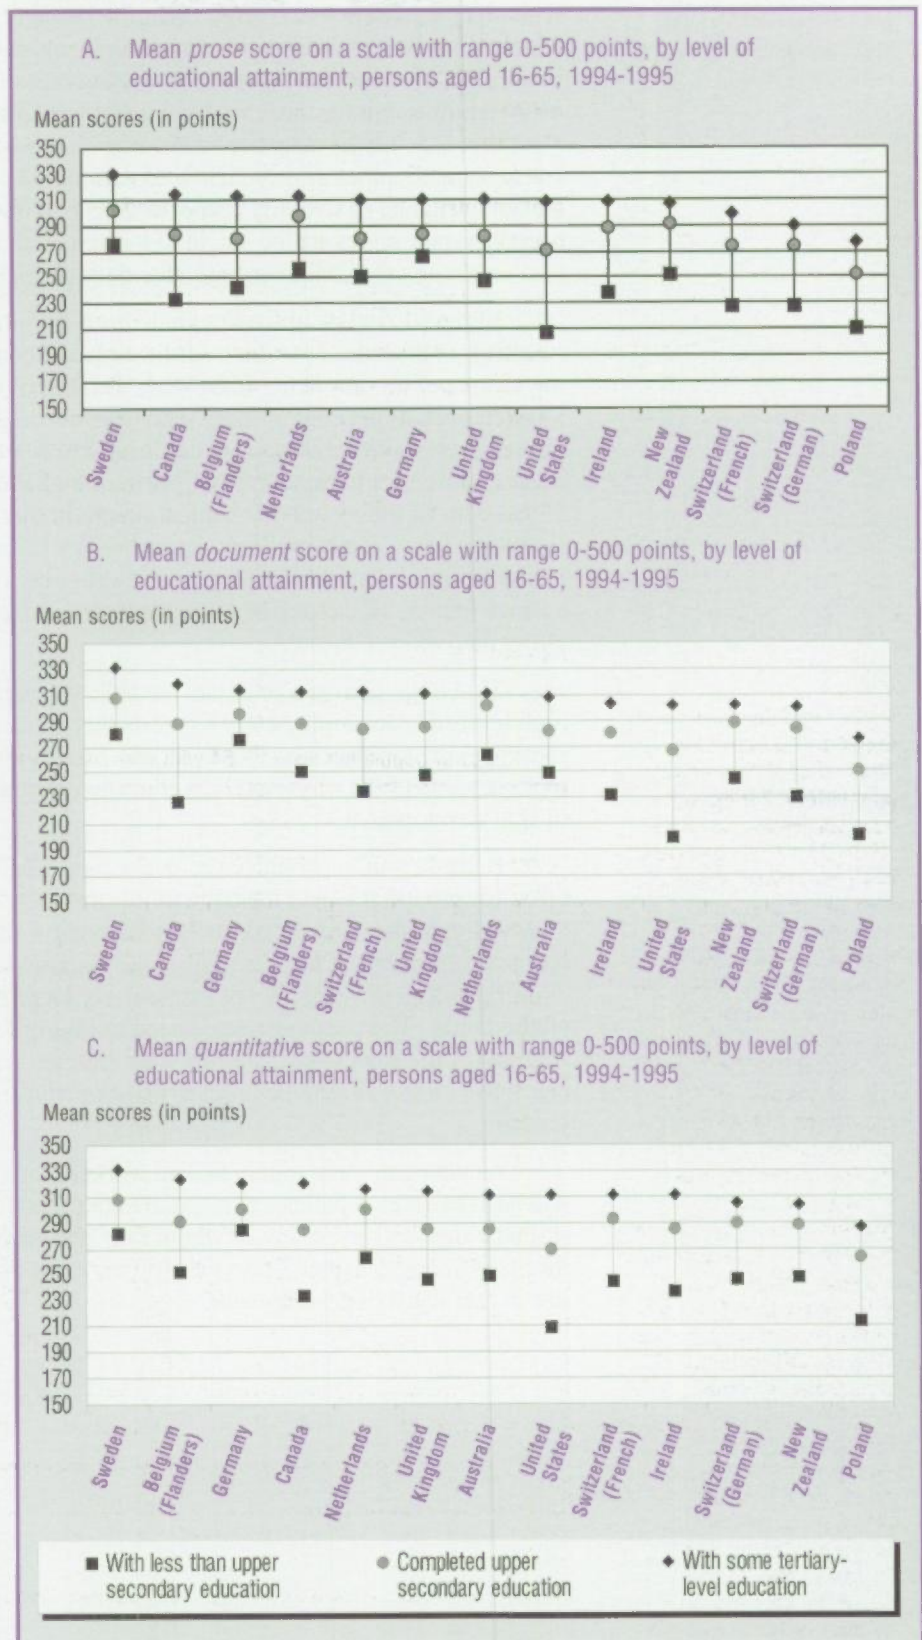 A. Mean prose score on a scale with range 0-500 points, by level of
educational attainment, persons aged 16-65, 1994-1995
Mean scores (in points)
350
330
310
290
270
250
230
210
190
170
150
Sweden
Canada
Belgium
(Flanders)
Netherlands
Australia
Germany
United
Kingdom
United
States
Ireland
New
Zealand
Switzerland
(French)
Switzerland
(German)
Poland
B. Mean document score on a scale with range 0-500 points, by level of
educational attainment, persons aged 16-65, 1994-1995
Mean scores (in points)
350
330
310
290
270
250
230
210
190
170
150
Sweden
Canada
Germany
Belgium
(Flanders)
Switzerland
(French)
United
Kingdom
Netherlands
Australia
Ireland
United
States
New
Zealand
Switzerland
(German)
Poland
C. Mean quantitative score on a scale with range 0-500 points, by level of
educational attainment, persons aged 16-65, 1994-1995
Mean scores (in points)
350
330
310
290
270
250
230
210
190
170
150
Sweden
Belgium
(Flanders)
Germany
Canada
Netherlands
United
Kingdom
Australia
United
States
Switzerland
(French)
Ireland
Switzerland
(German)
New
Zealand
Poland
With less than upper
secondary education
Completed upper
secondary education
With some tertiary-
level education